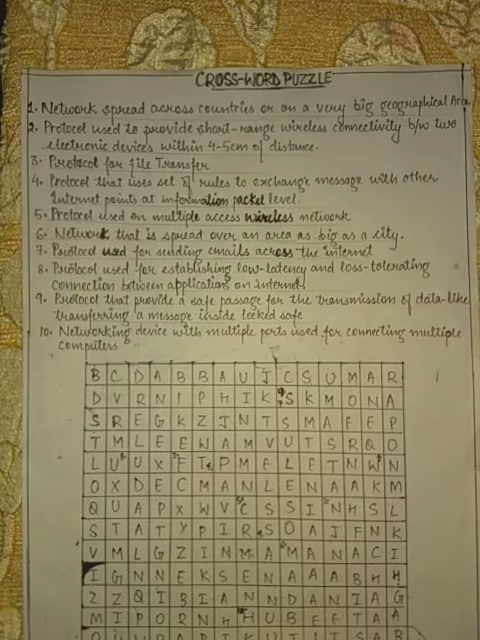 CROSS-WORD PUZZLE
1. Network spread across countries or on a very big geographical Area.
2. Protocol used to provide short-range wireless connectivity b/w two
electronic devices within 4-5cm of distance.
3. Protocol for file Transfer
4. Protocol that uses set of rules to exchange message with other
Internet points at information packet level.
5. Protocol used on multiple access wireless network
6. Network that is spread over an area as big as a city.
7. Protocol used for sending emails across the internet
8. Protocol used for establishing low-latency and loss-tolerating
connection between applications on internet.
9. Protocol that provide a safe passage for the transmission of data-like
transferring a message inside locked safe
10. Networking device with multiple ports used for connecting multiple
computers
B C D A B B A U J C S U M A R
D V R N I P H I K S K M O N A
S R E G K Z J N T S M A F E P
T M L E E W A M V U T S R Q O
L U U X F T P M E L E T N W N
O X D E C M A N L E N A A K M
Q U A P X W V C S S I N H S L
S T A T Y P I R S O A J F N K
V M L G Z I N M A M A N A C I
I G N N E K S E N A A A B H H
Z Z Q I B I A N N D A N I A G
M I P O R N H H U B E E T A A